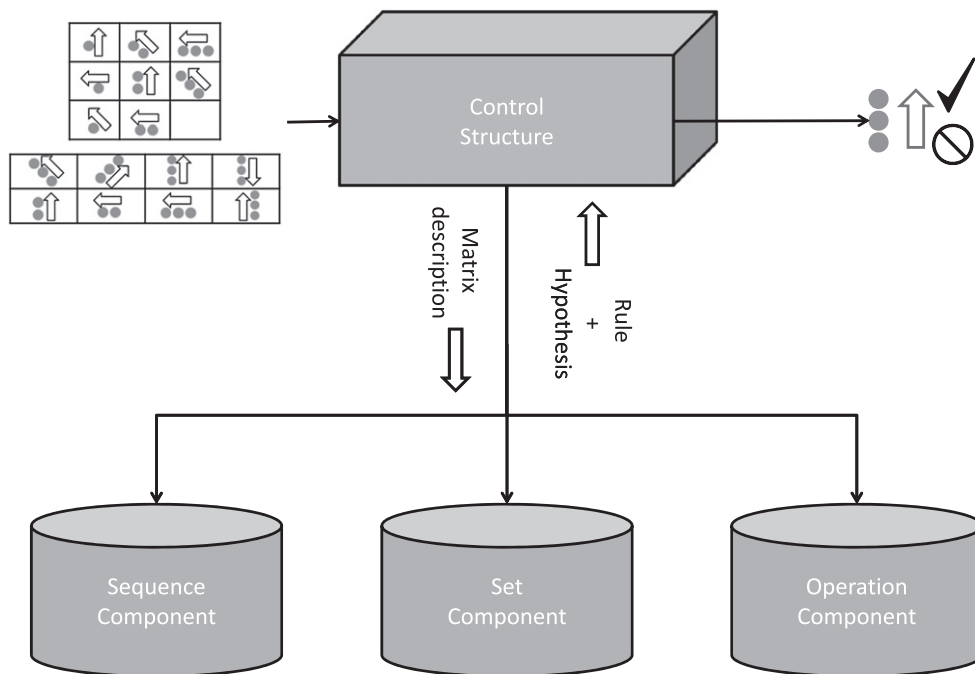 Control
Structure
Matrix
description
Rule
+
Hypothesis
Sequence
Component
Set
Component
Operation
Component